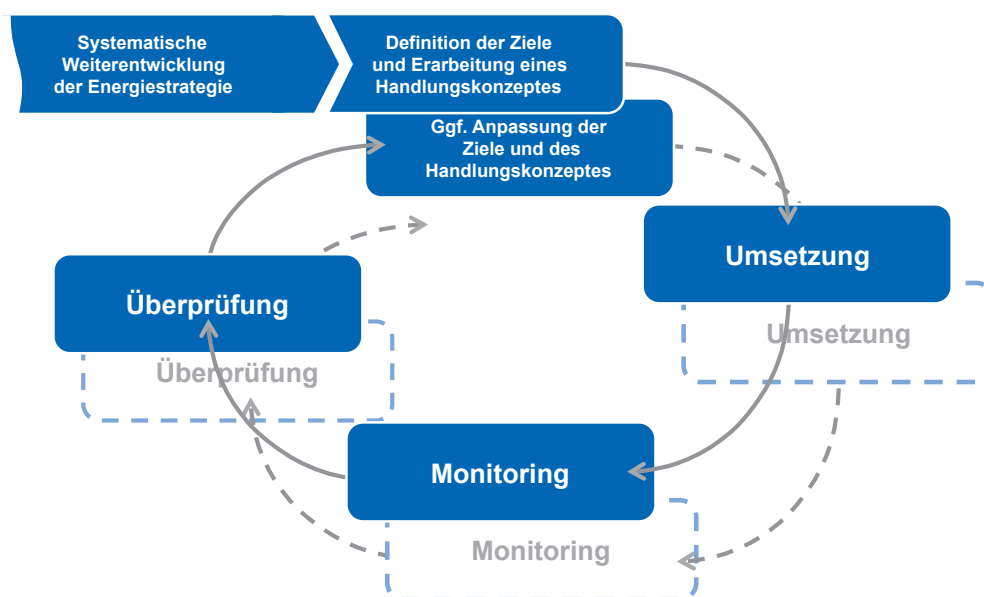 Systematische
Weiterentwicklung
der Energiestrategie
Definition der Ziele
und Erarbeitung eines
Handlungskonzeptes
Ggf. Anpassung der
Ziele und des
Handlungskonzeptes
Umsetzung
Umsetzung
Überprüfung
Überprüfung
Monitoring
Monitoring